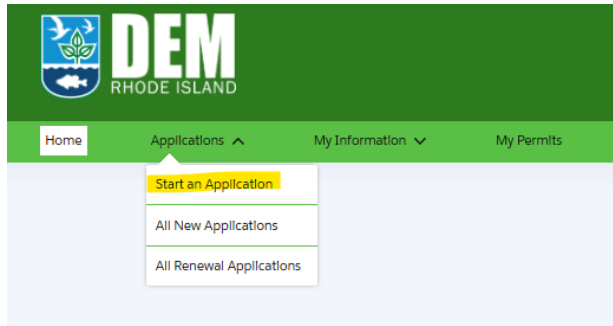 DEM
RHODE ISLAND
Home Applications My Information My Permits
Start an Application
All New Applications
All Renewal Applications